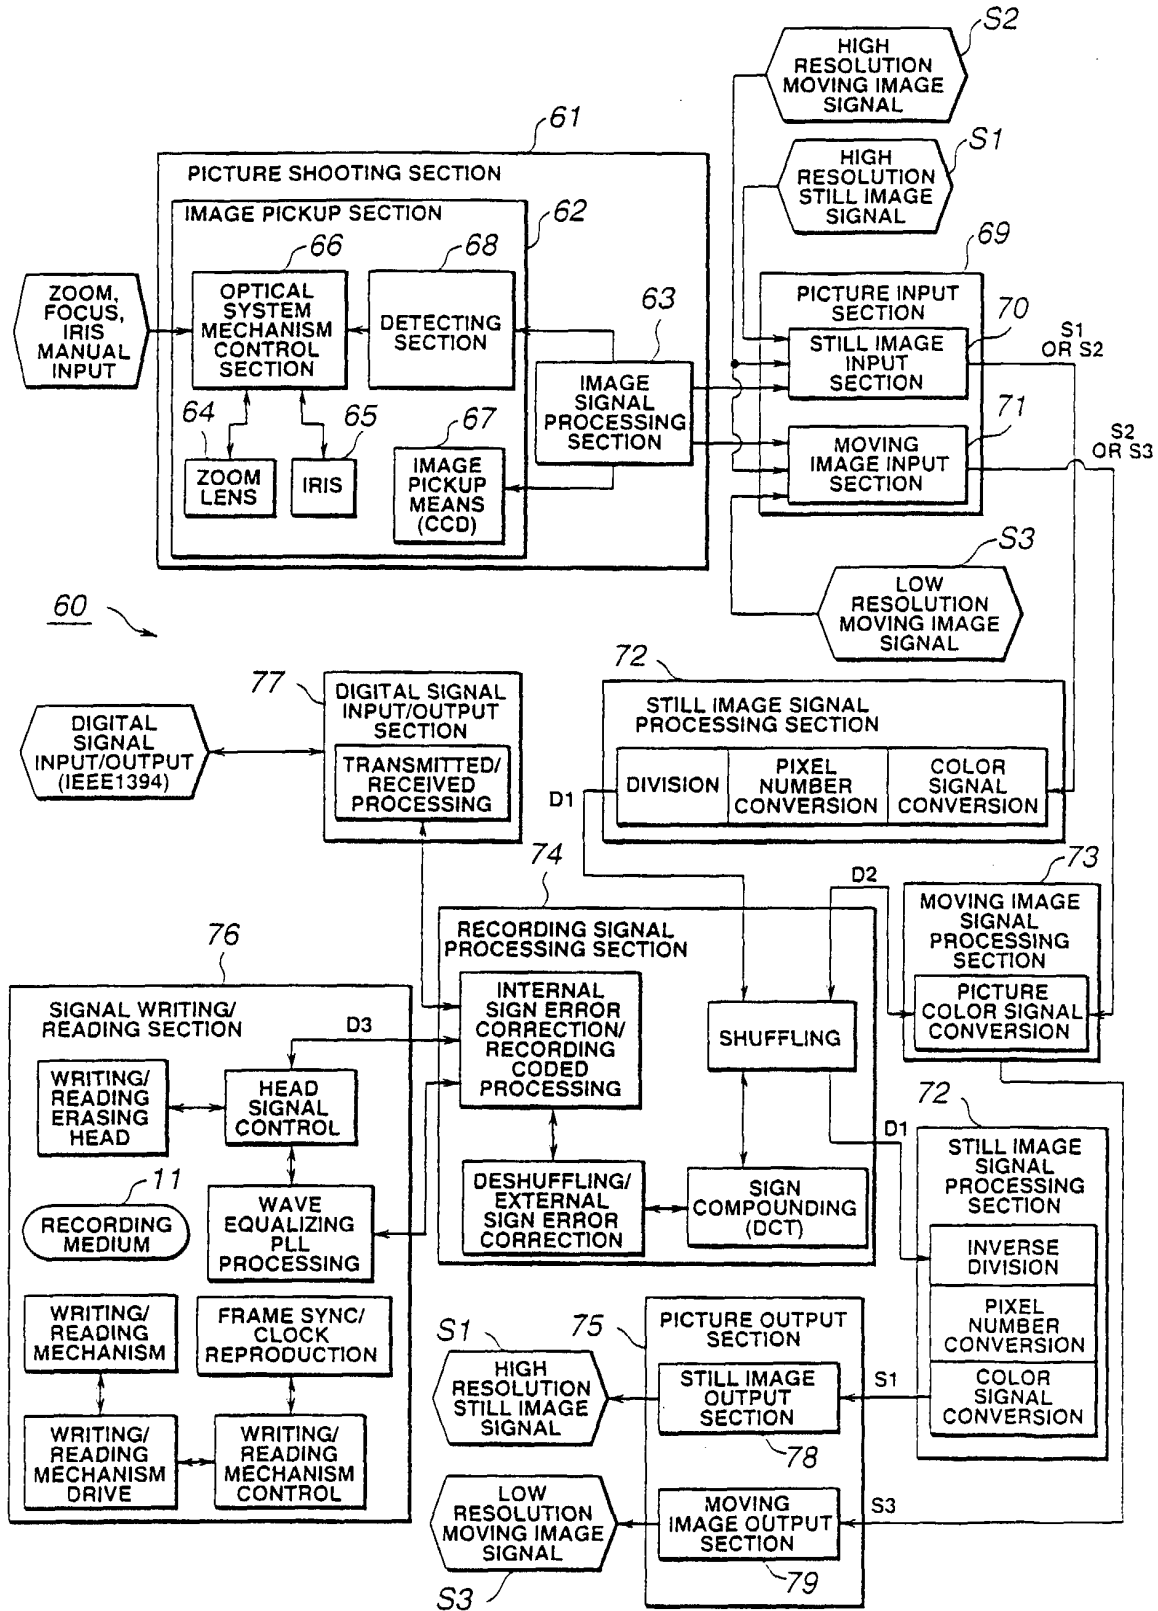 S2
HIGH
RESOLUTION
MOVING IMAGE
SIGNAL
S1
HIGH
RESOLUTION
STILL IMAGE
SIGNAL
61
PICTURE SHOOTING SECTION
IMAGE PICKUP SECTION
62
66
68
OPTICAL
SYSTEM
MECHANISM
CONTROL
SECTION
DETECTING
SECTION
ZOOM,
FOCUS,
IRIS
MANUAL
INPUT
63
IMAGE
SIGNAL
PROCESSING
SECTION
64
ZOOM
LENS
65
IRIS
67
IMAGE
PICKUP
MEANS
(CCD)
69
PICTURE INPUT
SECTION
70
STILL IMAGE
INPUT
SECTION
S1
OR S2
71
MOVING
IMAGE INPUT
SECTION
S2
OR S3
S3
LOW
RESOLUTION
MOVING IMAGE
SIGNAL
60
77
DIGITAL SIGNAL
INPUT/OUTPUT
SECTION
TRANSMITTED/
RECEIVED
PROCESSING
DIGITAL
SIGNAL
INPUT/OUTPUT
(IEEE1394)
72
STILL IMAGE SIGNAL
PROCESSING SECTION
DIVISION
PIXEL
NUMBER
CONVERSION
COLOR
SIGNAL
CONVERSION
D1
74
RECORDING SIGNAL
PROCESSING SECTION
INTERNAL
SIGN ERROR
CORRECTION/
RECORDING
CODED
PROCESSING
SHUFFLING
DESHUFFLING/
EXTERNAL
SIGN ERROR
CORRECTION
SIGN
COMPOUNDING
(DCT)
D2
73
MOVING IMAGE
SIGNAL
PROCESSING
SECTION
PICTURE
COLOR SIGNAL
CONVERSION
76
SIGNAL WRITING/
READING SECTION
D3
WRITING/
READING
ERASING
HEAD
HEAD
SIGNAL
CONTROL
11
RECORDING
MEDIUM
WAVE
EQUALIZING
PLL
PROCESSING
WRITING/
READING
MECHANISM
FRAME SYNC/
CLOCK
REPRODUCTION
WRITING/
READING
MECHANISM
DRIVE
WRITING/
READING
MECHANISM
CONTROL
D1
72
STILL IMAGE
SIGNAL
PROCESSING
SECTION
INVERSE
DIVISION
PIXEL
NUMBER
CONVERSION
COLOR
SIGNAL
CONVERSION
75
PICTURE OUTPUT
SECTION
S1
HIGH
RESOLUTION
STILL IMAGE
SIGNAL
STILL IMAGE
OUTPUT
SECTION
S1
78
LOW
RESOLUTION
MOVING IMAGE
SIGNAL
MOVING
IMAGE OUTPUT
SECTION
S3
79
S3